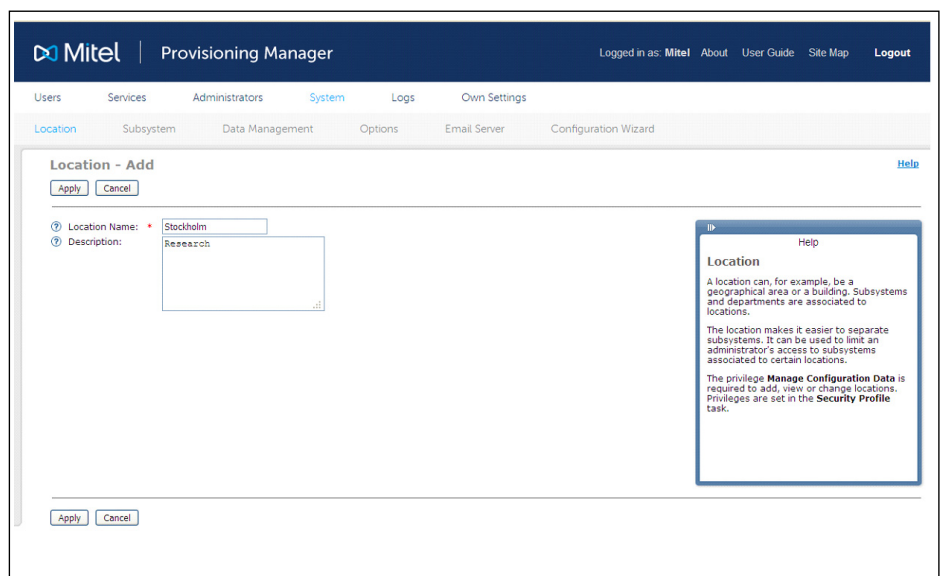 Mitel | Provisioning Manager
Logged in as: Mitel About User Guide Site Map Logout
Users Services Administrators System Logs Own Settings
Location Subsystem Data Management Options Email Server Configuration Wizard
Location - Add
Help
Apply Cancel
Location Name: * Stockholm
Description: Research
Help
Location
A location can, for example, be a
geographical area or a building. Subsystems
and departments are associated to
locations.
The location makes it easier to separate
subsystems. It can be used to limit an
administrator's access to subsystems
associated to certain locations.
The privilege Manage Configuration Data is
required to add, view or change locations.
Privileges are set in the Security Profile
task.
Apply Cancel